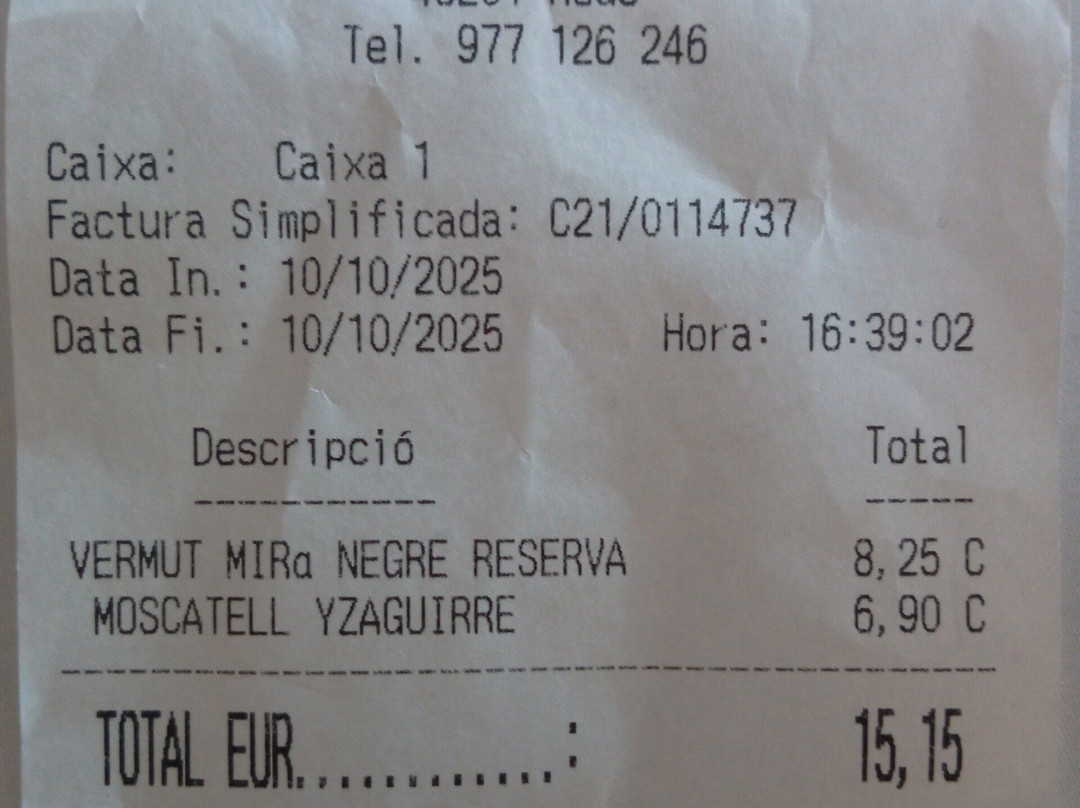 Tel. 977 126 246
Caixa: Caixa 1
Factura Simplificada: C21/0114737
Data In.: 10/10/2025
Data Fi.: 10/10/2025 Hora: 16:39:02
Descripció Total
----------- -----
VERMUT MIRa NEGRE RESERVA 8,25 C
MOSCATELL YZAGUIRRE 6,90 C
TOTAL EUR............: 15,15